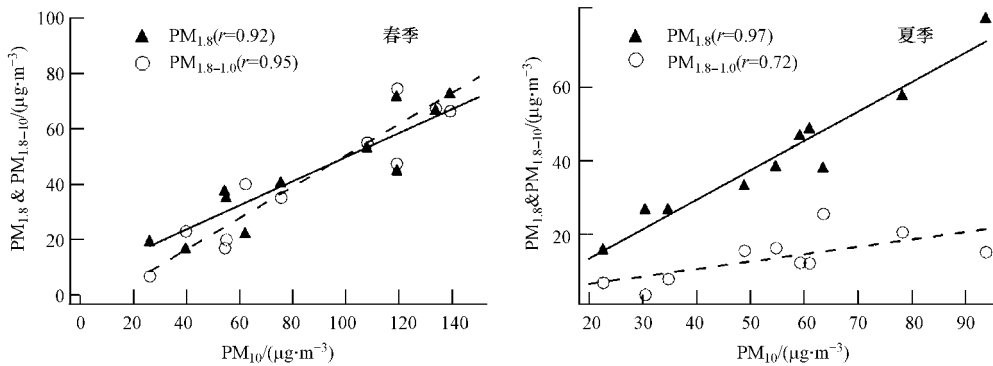 100
80
60
40
20
0
PM1.8 & PM1.8−10/(μg·m−3)
▲ PM1.8(r=0.92)
○ PM1.8−1.0(r=0.95)
春季
0 20 40 60 80 100 120 140
PM10/(μg·m−3)
60
40
20
PM1.8&PM1.8−10/(μg·m−3)
▲ PM1.8(r=0.97)
○ PM1.8−1.0(r=0.72)
夏季
20 30 40 50 60 70 80 90
PM10/(μg·m−3)